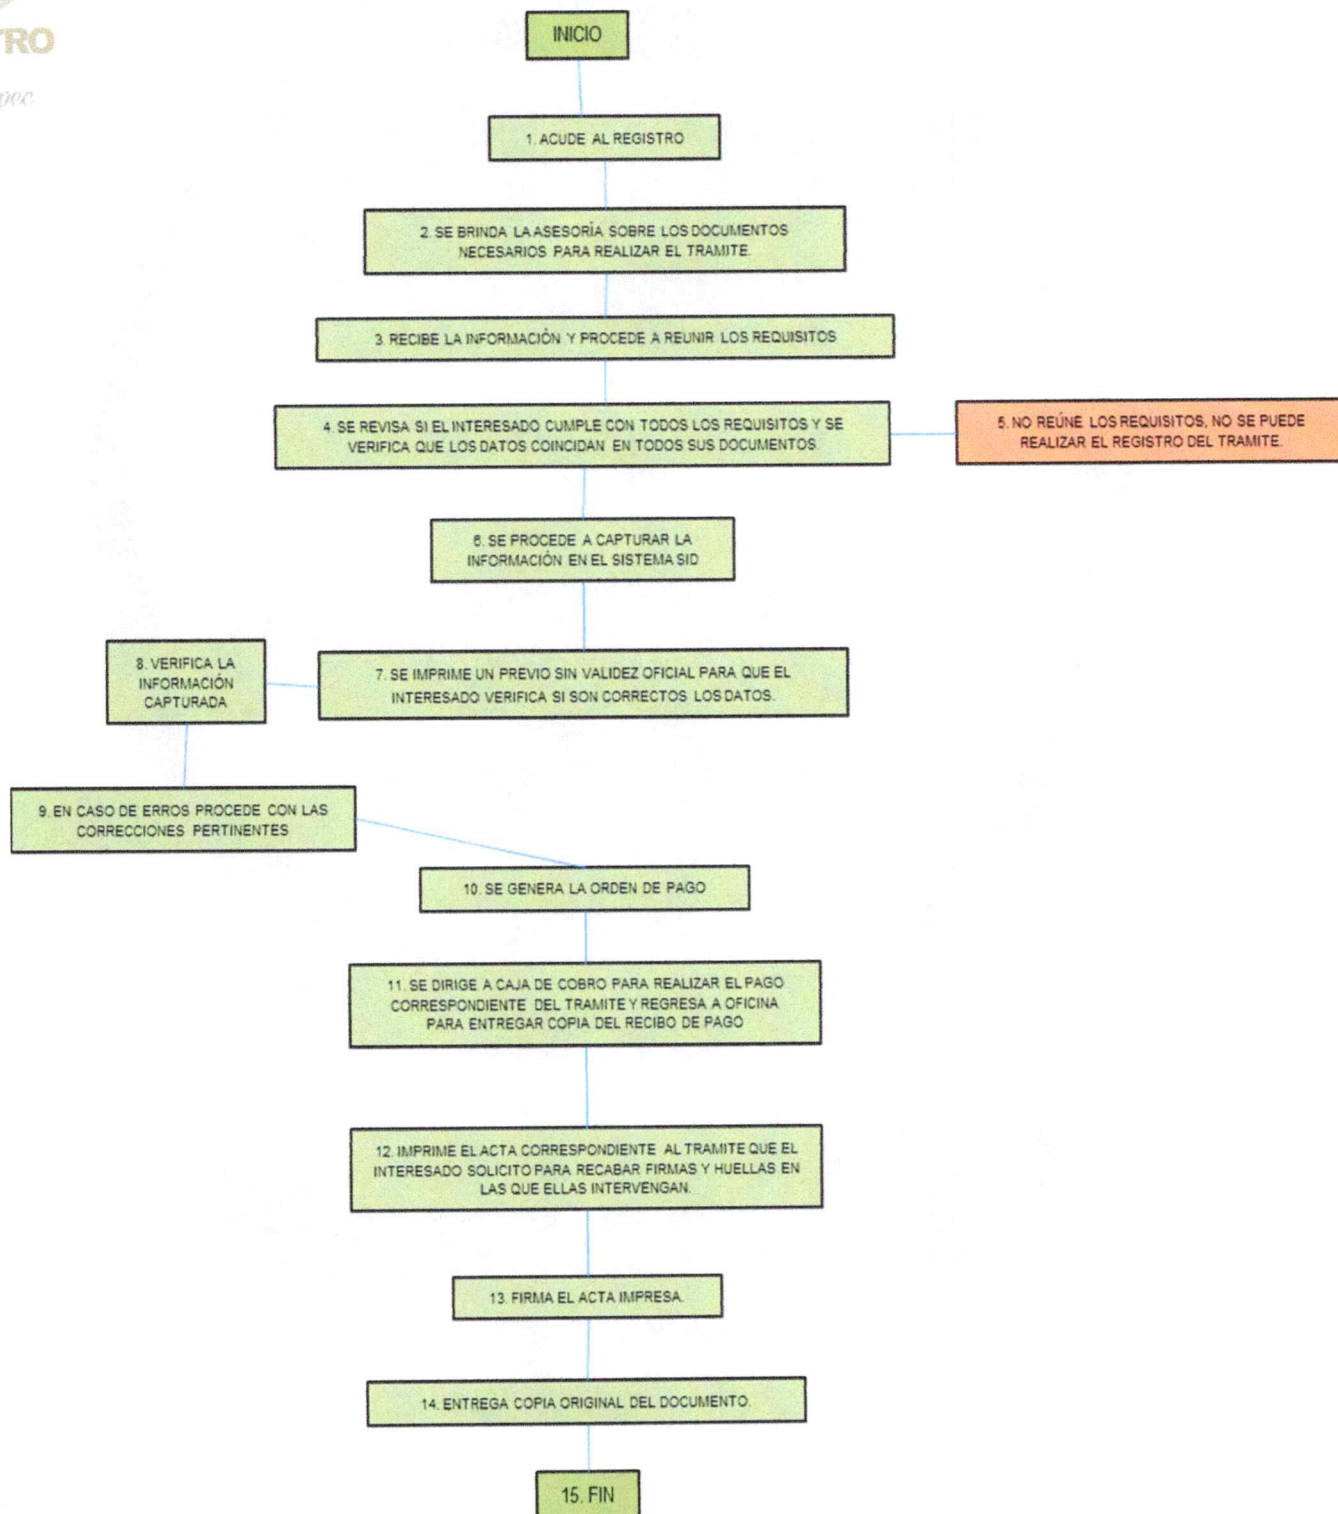 TRO
pec
INICIO
1. ACUDE AL REGISTRO
2. SE BRINDA LA ASESORÍA SOBRE LOS DOCUMENTOS
NECESARIOS PARA REALIZAR EL TRAMITE.
3. RECIBE LA INFORMACIÓN Y PROCEDE A REUNIR LOS REQUISITOS
4. SE REVISA SI EL INTERESADO CUMPLE CON TODOS LOS REQUISITOS Y SE
VERIFICA QUE LOS DATOS COINCIDAN EN TODOS SUS DOCUMENTOS.
5. NO REÚNE LOS REQUISITOS, NO SE PUEDE
REALIZAR EL REGISTRO DEL TRAMITE.
6. SE PROCEDE A CAPTURAR LA
INFORMACIÓN EN EL SISTEMA SID
7. SE IMPRIME UN PREVIO SIN VALIDEZ OFICIAL PARA QUE EL
INTERESADO VERIFICA SI SON CORRECTOS LOS DATOS.
8. VERIFICA LA
INFORMACIÓN
CAPTURADA
9. EN CASO DE ERROS PROCEDE CON LAS
CORRECCIONES PERTINENTES
10. SE GENERA LA ORDEN DE PAGO
11. SE DIRIGE A CAJA DE COBRO PARA REALIZAR EL PAGO
CORRESPONDIENTE DEL TRAMITE Y REGRESA A OFICINA
PARA ENTREGAR COPIA DEL RECIBO DE PAGO
12. IMPRIME EL ACTA CORRESPONDIENTE AL TRAMITE QUE EL
INTERESADO SOLICITO PARA RECABAR FIRMAS Y HUELLAS EN
LAS QUE ELLAS INTERVENGAN.
13. FIRMA EL ACTA IMPRESA.
14. ENTREGA COPIA ORIGINAL DEL DOCUMENTO.
15. FIN